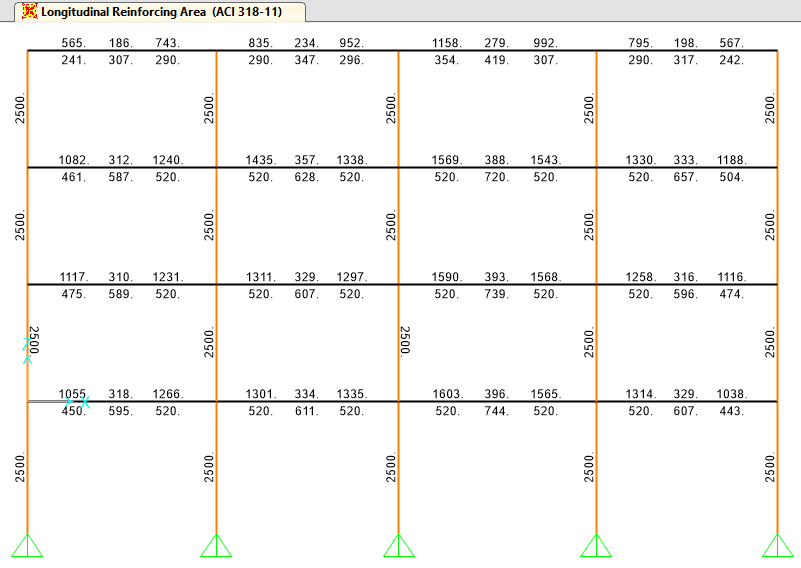 Longitudinal Reinforcing Area (ACI 318-11)
565. 186. 743. 835. 234. 952. 1158. 279. 992. 795. 198. 567.
241. 307. 290. 290. 347. 296. 354. 419. 307. 290. 317. 242.
2500. 2500. 2500. 2500. 2500.
1082. 312. 1240. 1435. 357. 1338. 1569. 388. 1543. 1330. 333. 1188.
461. 587. 520. 520. 628. 520. 520. 720. 520. 520. 657. 504.
2500. 2500. 2500. 2500. 2500.
1117. 310. 1231. 1311. 329. 1297. 1590. 393. 1568. 1258. 316. 1116.
475. 589. 520. 520. 607. 520. 520. 739. 520. 520. 596. 474.
2500. 2500. 2500. 2500. 2500.
Z
1055. 318. 1266. 1301. 334. 1335. 1603. 396. 1565. 1314. 329. 1038.
X
450. 595. 520. 520. 611. 520. 520. 744. 520. 520. 607. 443.
2500. 2500. 2500. 2500. 2500.